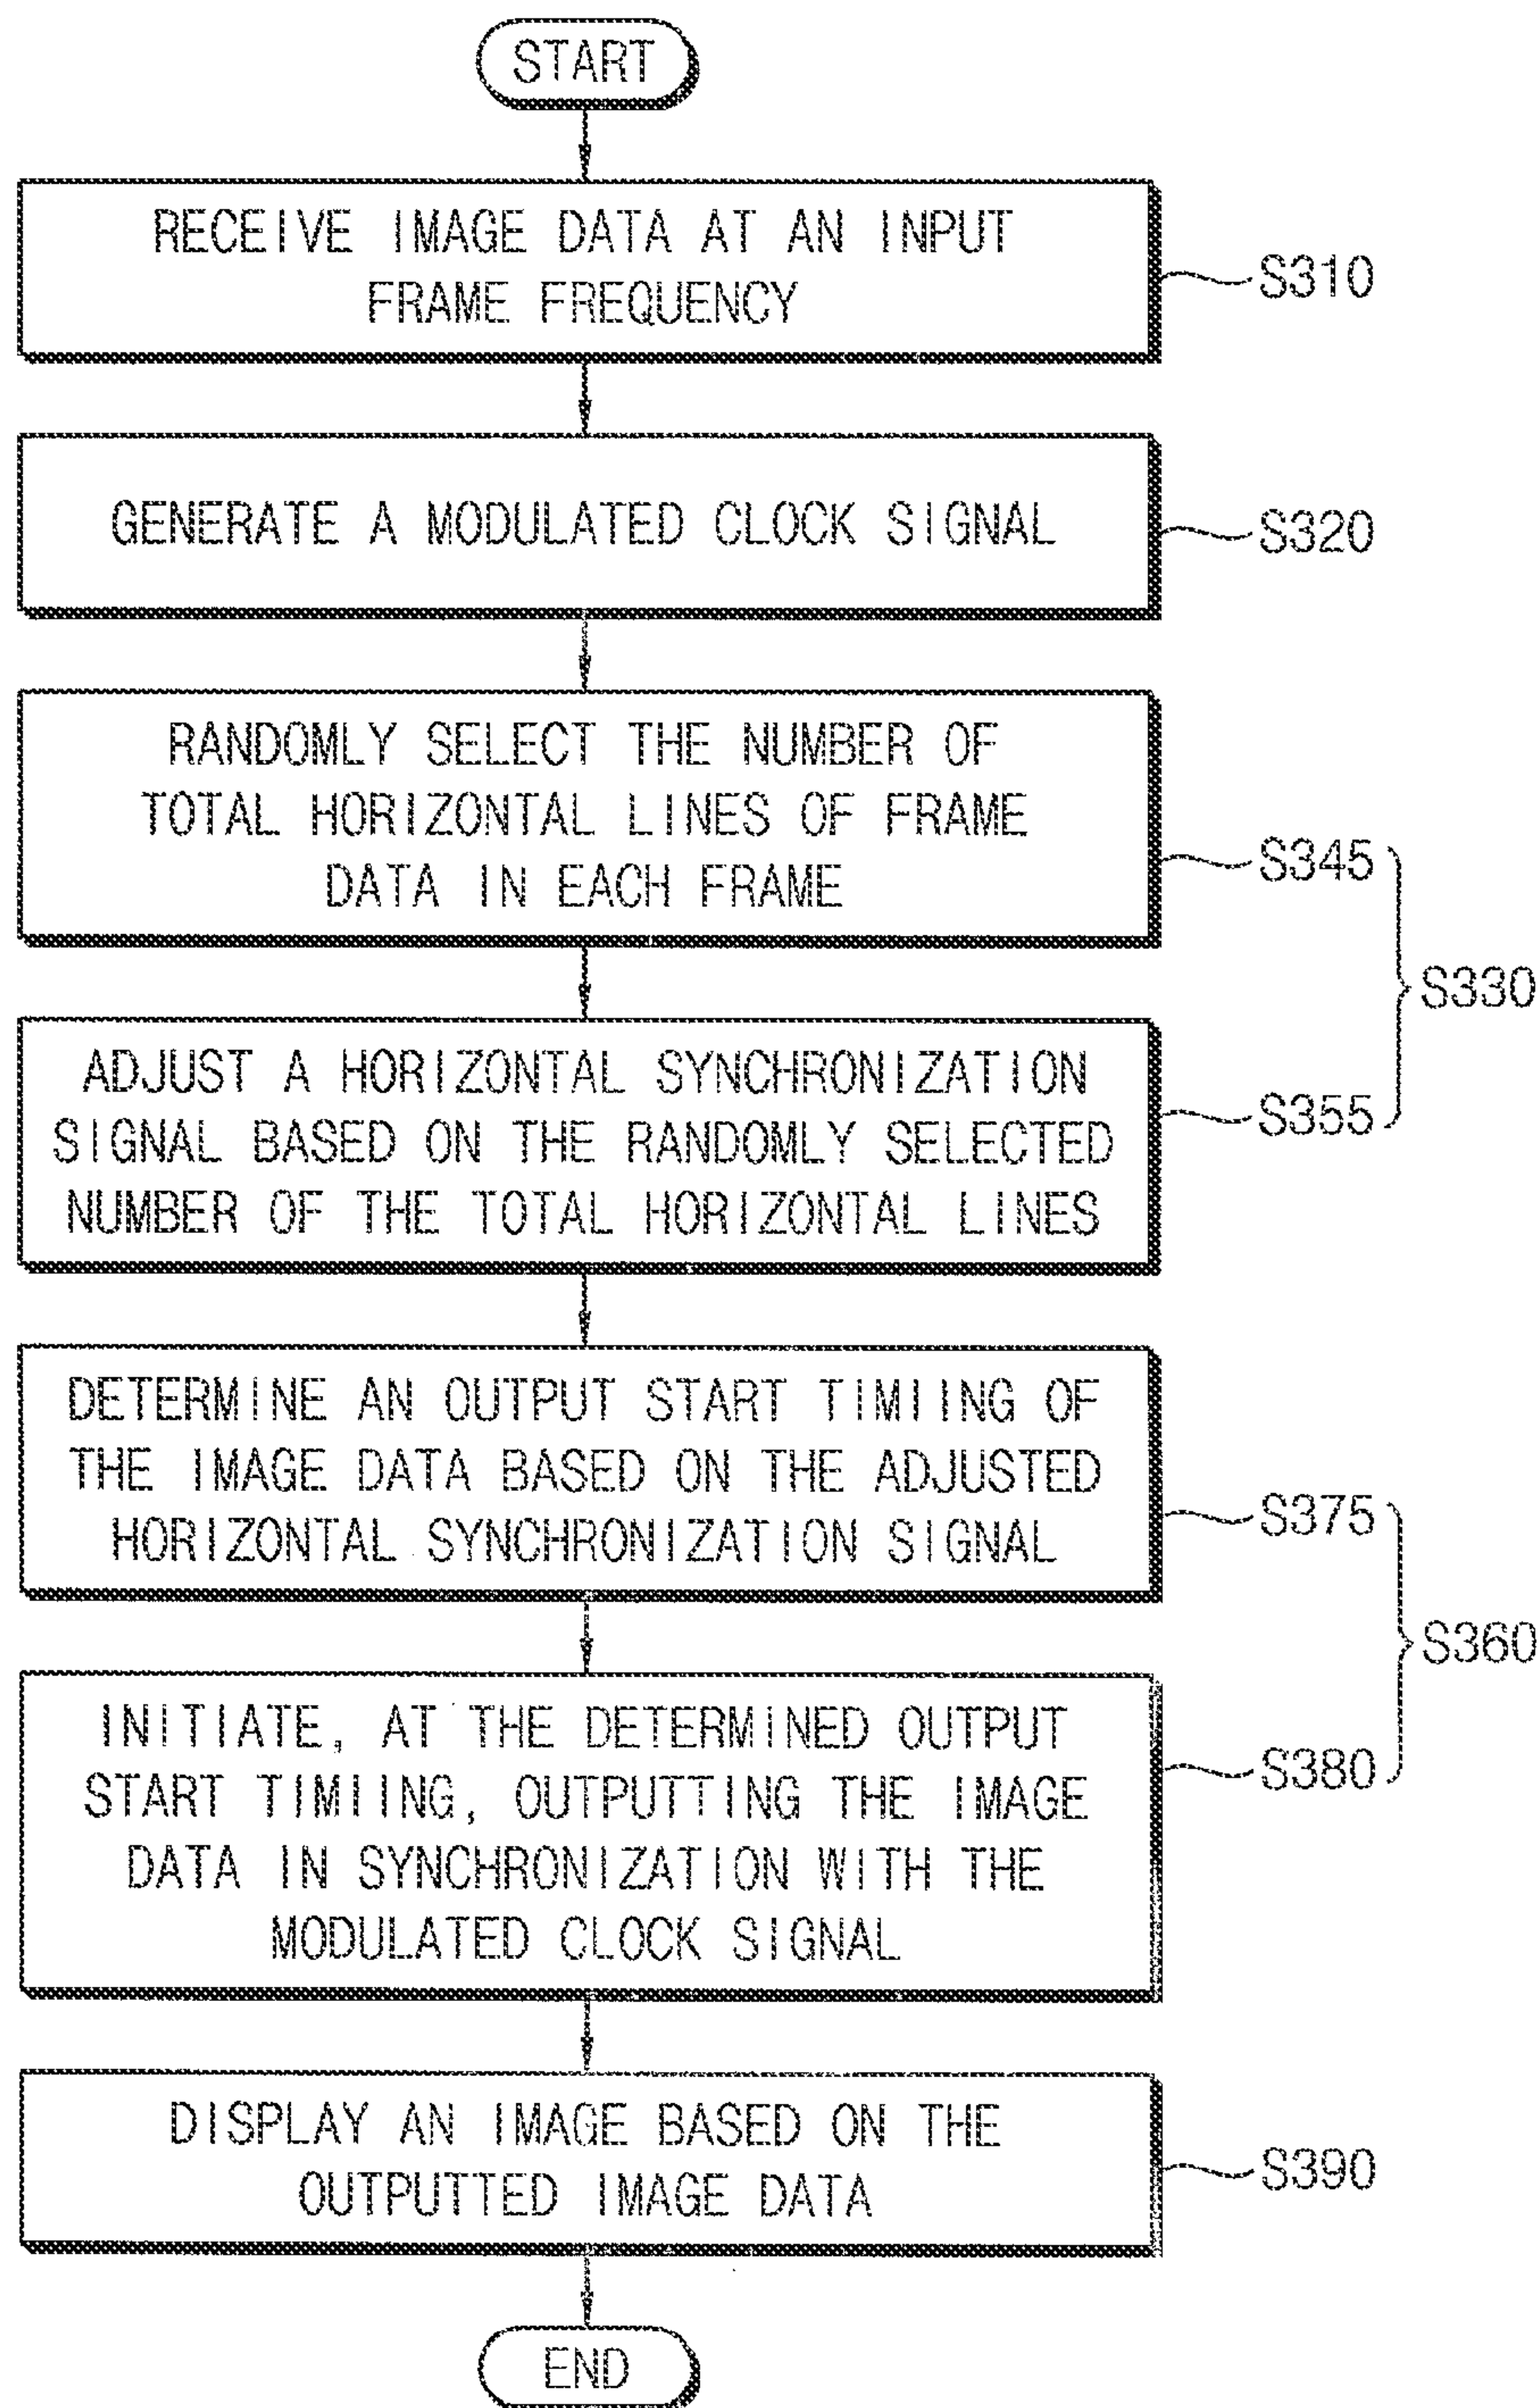 START
RECEIVE IMAGE DATA AT AN INPUT
FRAME FREQUENCY
S310
GENERATE A MODULATED CLOCK SIGNAL
S320
RANDOMLY SELECT THE NUMBER OF
TOTAL HORIZONTAL LINES OF FRAME
DATA IN EACH FRAME
S345
S330
ADJUST A HORIZONTAL SYNCHRONIZATION
SIGNAL BASED ON THE RANDOMLY SELECTED
NUMBER OF THE TOTAL HORIZONTAL LINES
S355
DETERMINE AN OUTPUT START TIMIING OF
THE IMAGE DATA BASED ON THE ADJUSTED
HORIZONTAL SYNCHRONIZATION SIGNAL
S375
S360
INITIATE, AT THE DETERMINED OUTPUT
START TIMIING, OUTPUTTING THE IMAGE
DATA IN SYNCHRONIZATION WITH THE
MODULATED CLOCK SIGNAL
S380
DISPLAY AN IMAGE BASED ON THE
OUTPUTTED IMAGE DATA
S390
END